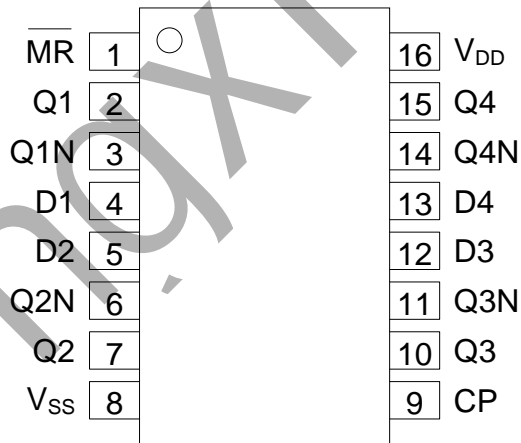 M̅R̅ 1 16 VDD
Q1 2 15 Q4
Q1N 3 14 Q4N
D1 4 13 D4
D2 5 12 D3
Q2N 6 11 Q3N
Q2 7 10 Q3
VSS 8 9 CP